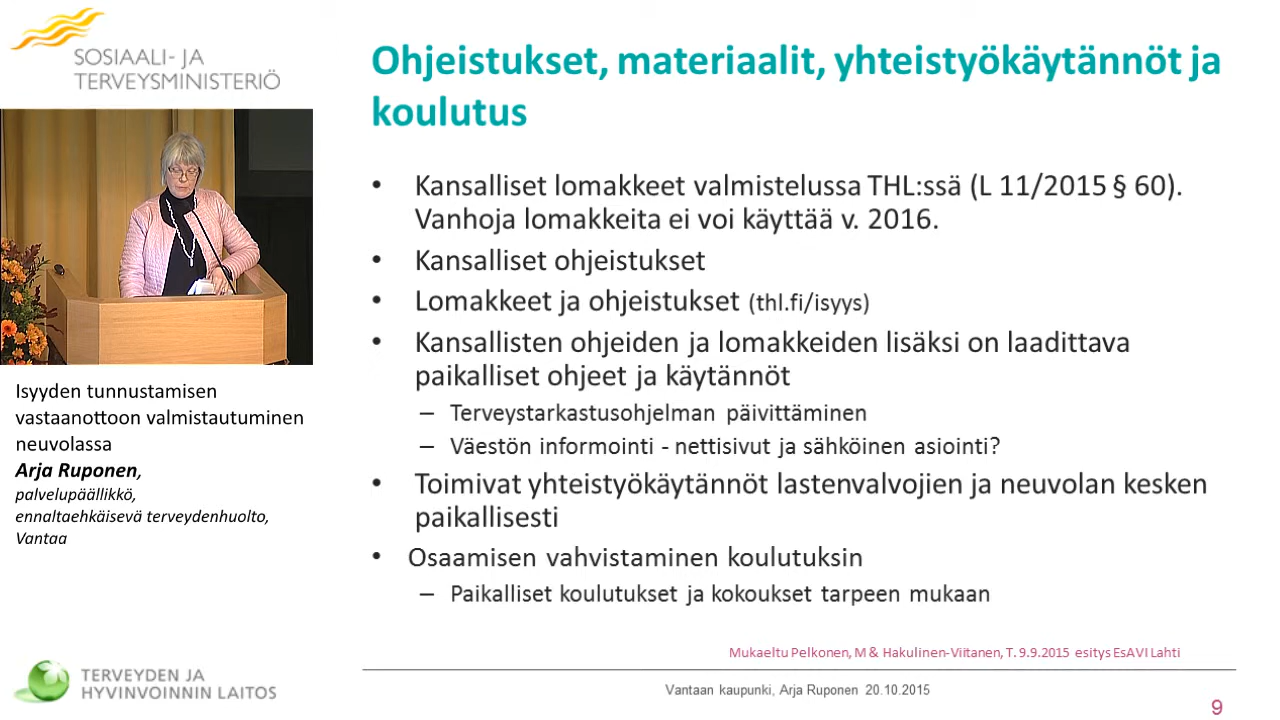 SOSIAALI- JA
TERVEYSMINISTERIÖ
Isyyden tunnustamisen
vastaanottoon valmistautuminen
neuvolassa
Arja Ruponen,
palvelupäällikkö,
ennaltaehkäisevä terveydenhuolto,
Vantaa
TERVEYDEN JA
HYVINVOINNIN LAITOS
Ohjeistukset, materiaalit, yhteistyökäytännöt ja
koulutus
• Kansalliset lomakkeet valmistelussa THL:ssä (L 11/2015 § 60).
Vanhoja lomakkeita ei voi käyttää v. 2016.
• Kansalliset ohjeistukset
• Lomakkeet ja ohjeistukset (thl.fi/isyys)
• Kansallisten ohjeiden ja lomakkeiden lisäksi on laadittava
paikalliset ohjeet ja käytännöt
– Terveystarkastusohjelman päivittäminen
– Väestön informointi - nettisivut ja sähköinen asiointi?
• Toimivat yhteistyökäytännöt lastenvalvojien ja neuvolan kesken
paikallisesti
• Osaamisen vahvistaminen koulutuksin
– Paikalliset koulutukset ja kokoukset tarpeen mukaan
Mukaeltu Pelkonen, M & Hakulinen-Viitanen, T. 9.9.2015 esitys EsAVI Lahti
Vantaan kaupunki, Arja Ruponen 20.10.2015
9